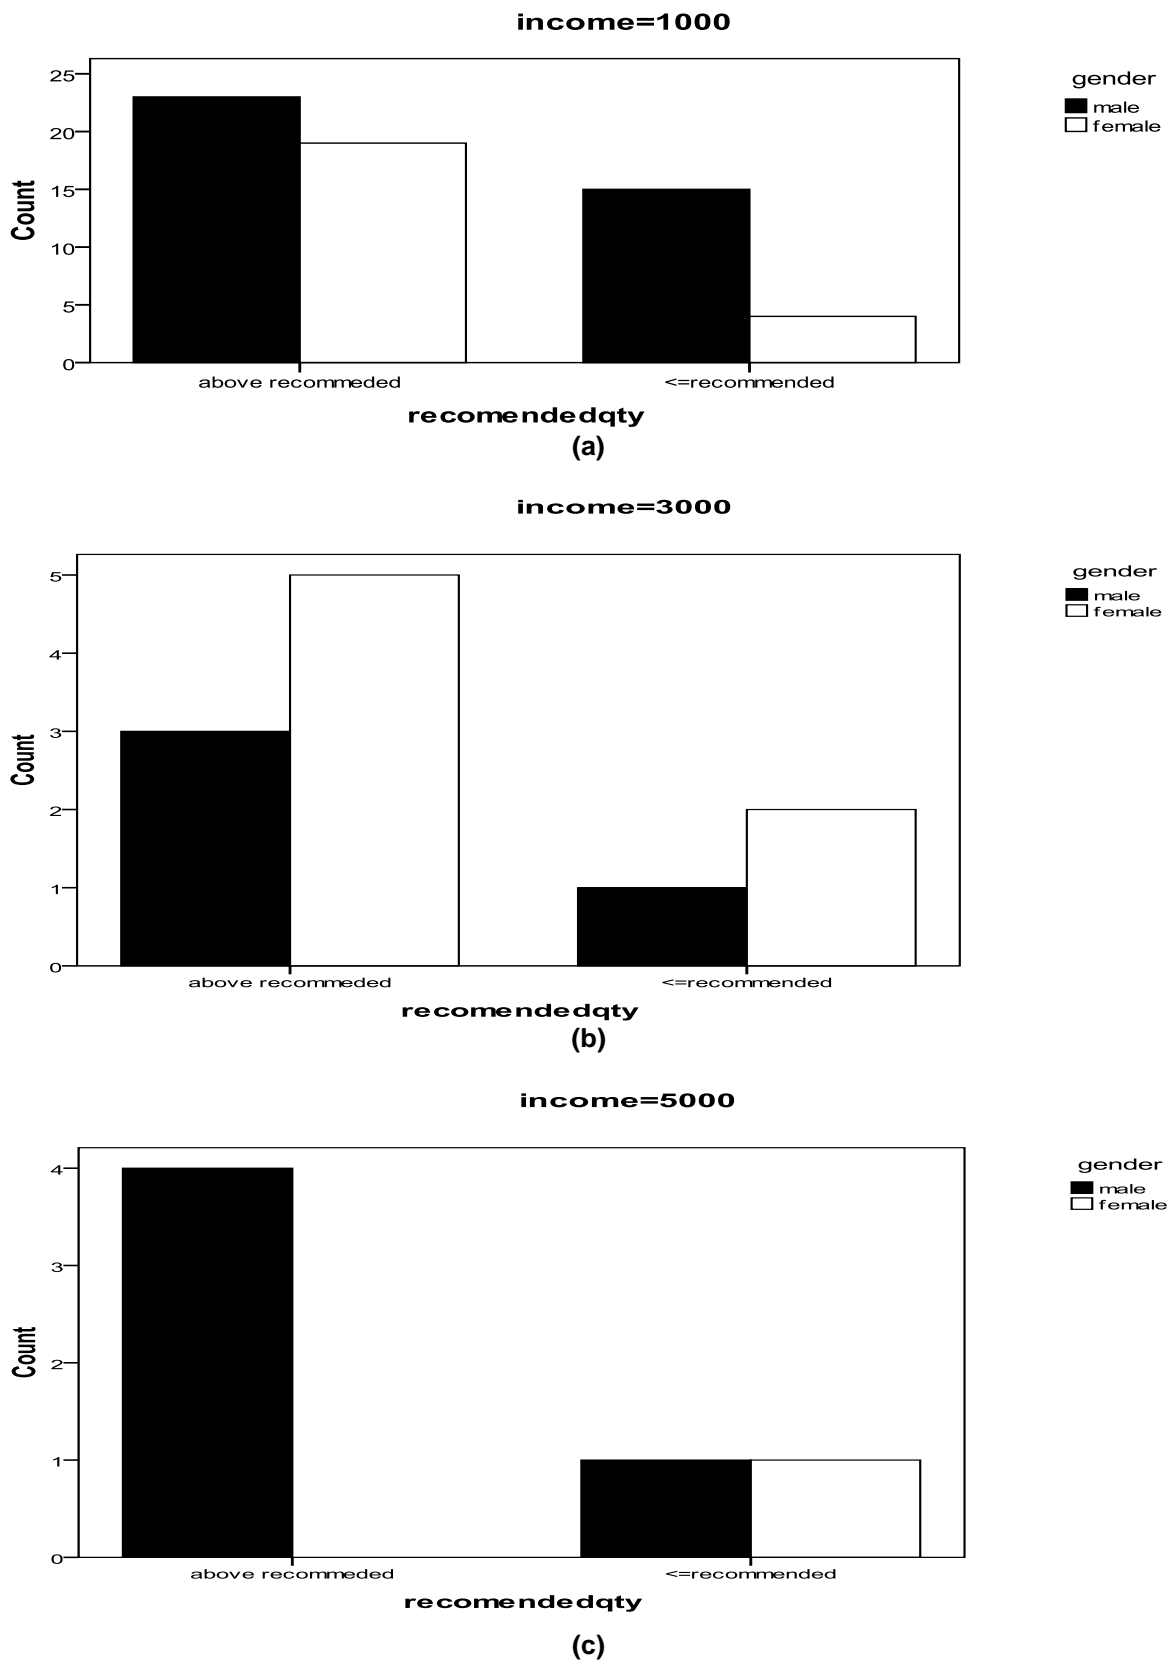 income=1000
gender
male
female
Count
25
20
15
10
5
0
above recommeded
<=recommended
recomendedqty
(a)
income=3000
gender
male
female
Count
5
4
3
2
1
0
above recommeded
<=recommended
recomendedqty
(b)
income=5000
gender
male
female
Count
4
3
2
1
0
above recommeded
<=recommended
recomendedqty
(c)